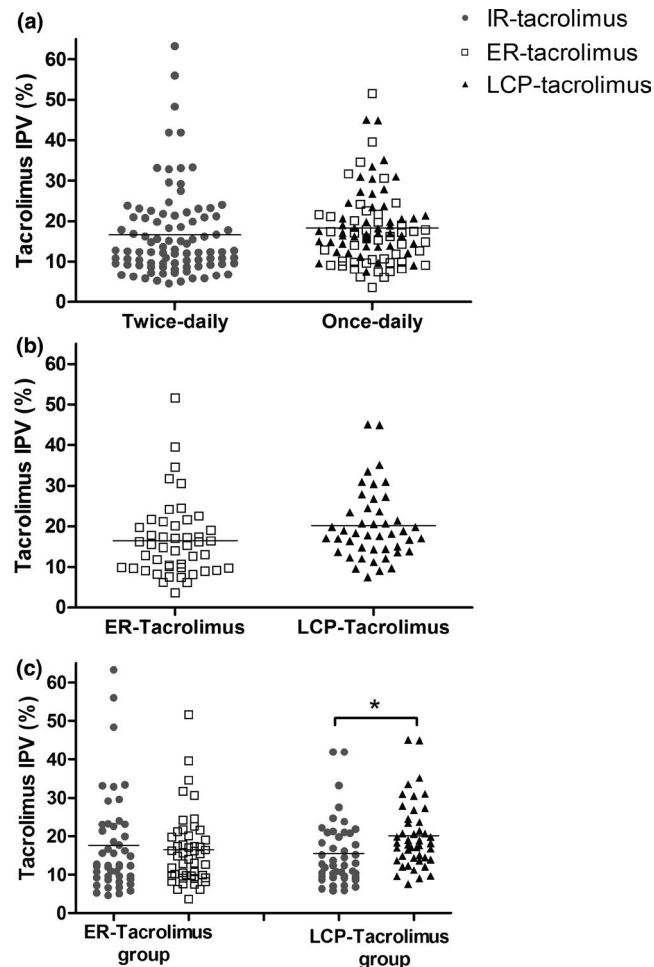 (a)
IR-tacrolimus
ER-tacrolimus
LCP-tacrolimus
Tacrolimus IPV (%)
60
50
40
30
20
10
0
Twice-daily
Once-daily
(b)
Tacrolimus IPV (%)
60
50
40
30
20
10
0
ER-Tacrolimus
LCP-Tacrolimus
(c)
Tacrolimus IPV (%)
60
50
40
30
20
10
0
*
ER-Tacrolimus
group
LCP-Tacrolimus
group